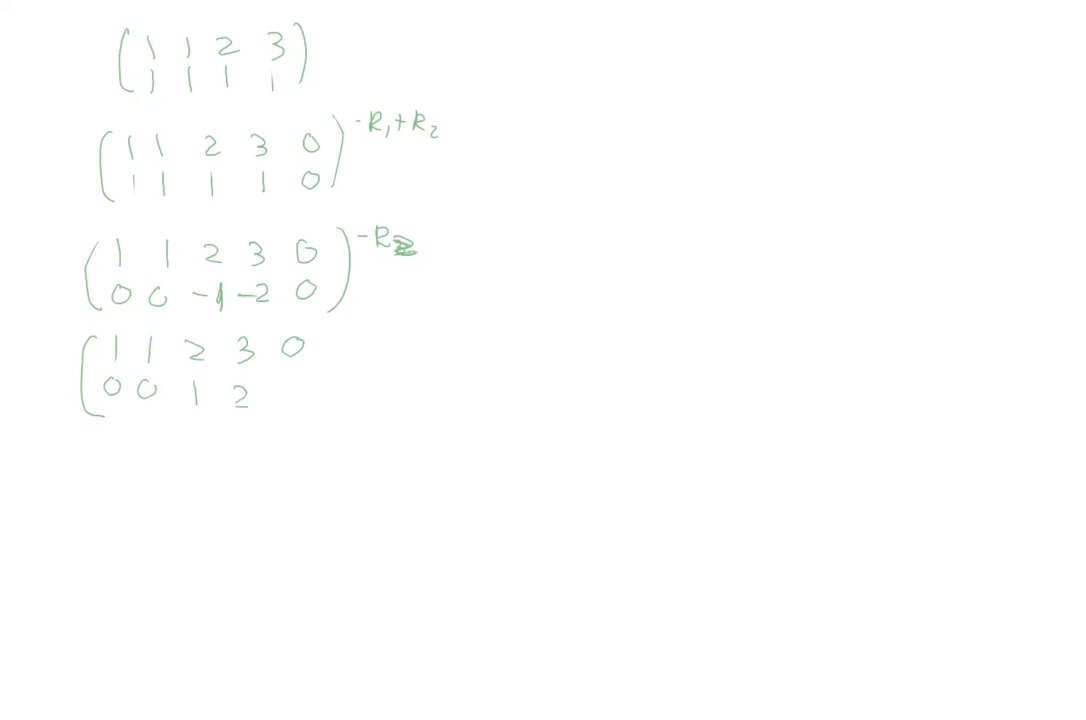 1 1 2 3
1 1 1 1
1 1 2 3 0 -R1+R2
1 1 1 1 0
1 1 2 3 0 -R2
0 0 -1 -2 0
1 1 2 3 0
0 0 1 2